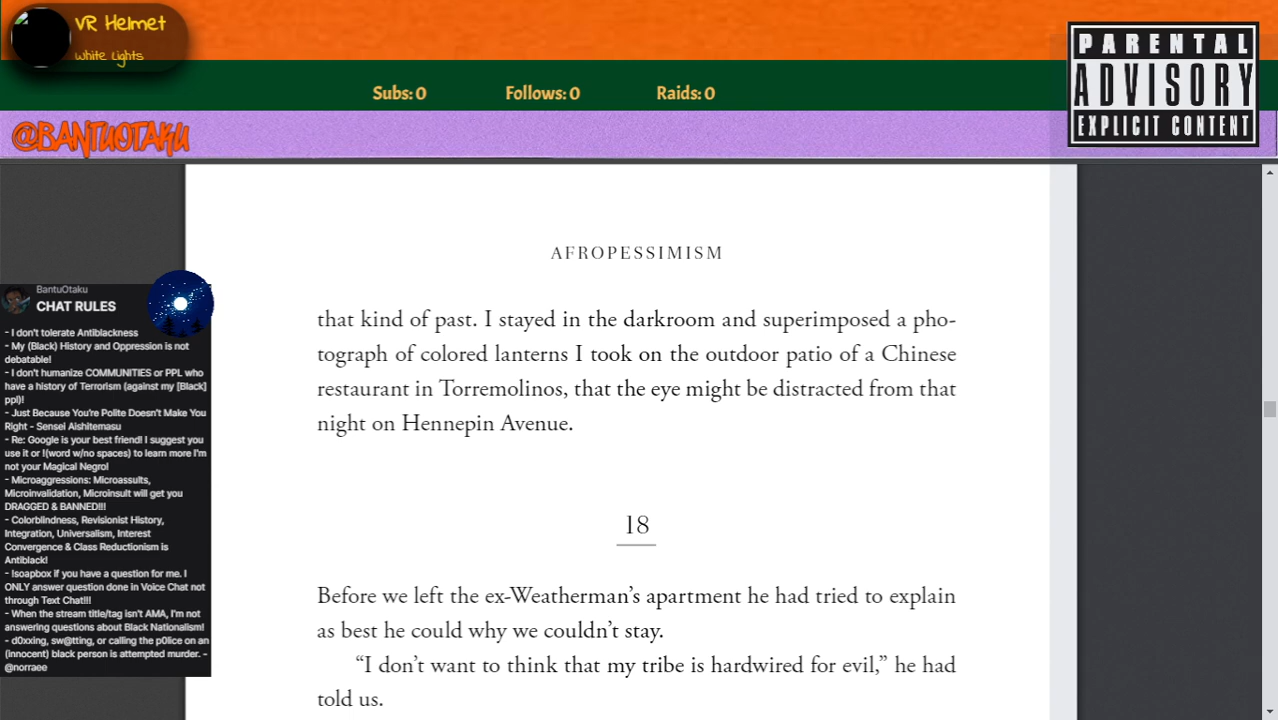 VR Helmet
White Lights
PARENTAL
ADVISORY
EXPLICIT CONTENT
Subs: 0
Follows: 0
Raids: 0
@BANTUOTAKU
AFROPESSIMISM
that kind of past. I stayed in the darkroom and superimposed a pho-
tograph of colored lanterns I took on the outdoor patio of a Chinese
restaurant in Torremolinos, that the eye might be distracted from that
night on Hennepin Avenue.
18
Before we left the ex-Weatherman’s apartment he had tried to explain
as best he could why we couldn’t stay.
“I don’t want to think that my tribe is hardwired for evil,” he had
told us.
BantuOtaku
CHAT RULES
- I don't tolerate Antiblackness
- My (Black) History and Oppression is not
debatable!
- I don't humanize COMMUNITIES or PPL who
have a history of Terrorism (against my [Black]
ppl)!
- Just Because You're Polite Doesn't Make You
Right - Sensei Aishitemasu
- Re: Google is your best friend! I suggest you
use it or !(word w/no spaces) to learn more I'm
not your Magical Negro!
- Microaggressions: Microassults,
Microinvalidation, Microinsult will get you
DRAGGED & BANNED!!!
- Colorblindness, Revisionist History,
Integration, Universalism, Interest
Convergence & Class Reductionism is
Antiblack!
- !soapbox if you have a question for me. I
ONLY answer question done in Voice Chat not
through Text Chat!!!
- When the stream title/tag isn't AMA, I'm not
answering questions about Black Nationalism!
- d0xxing, sw@tting, or calling the p0lice on an
(innocent) black person is attempted murder. -
@norraee